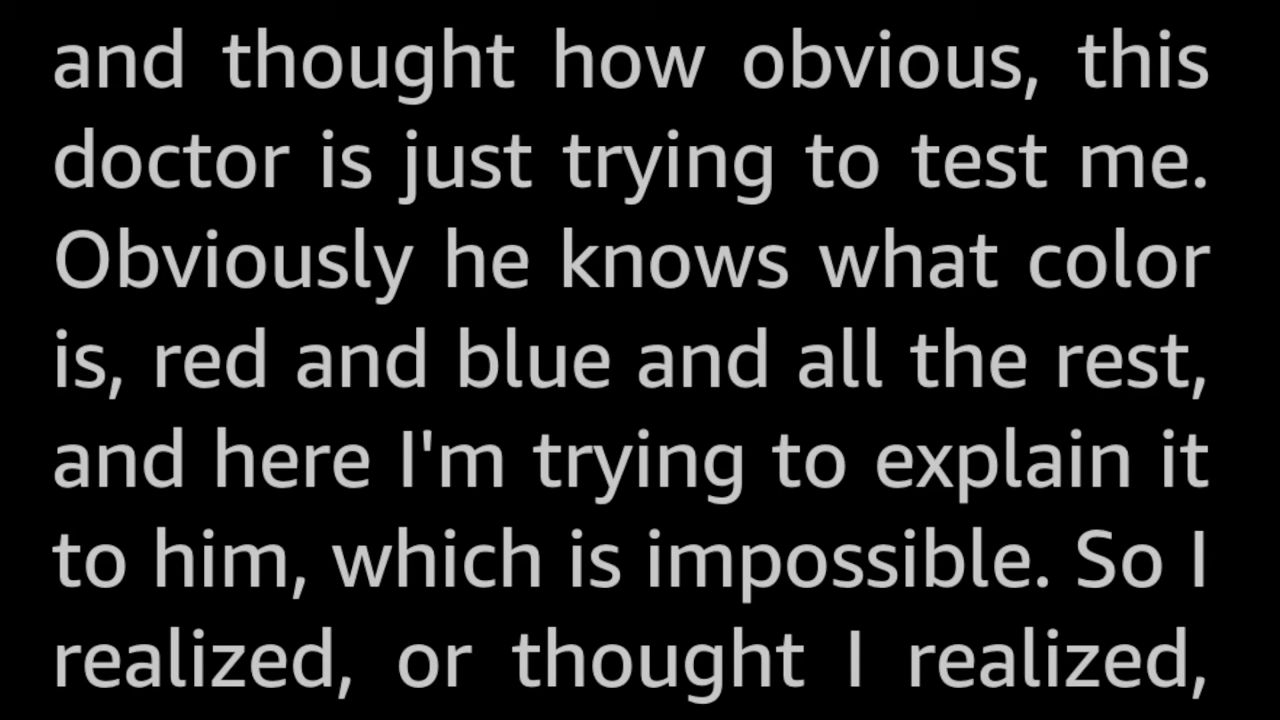 and thought how obvious, this
doctor is just trying to test me.
Obviously he knows what color
is, red and blue and all the rest,
and here I'm trying to explain it
to him, which is impossible. So I
realized, or thought I realized,